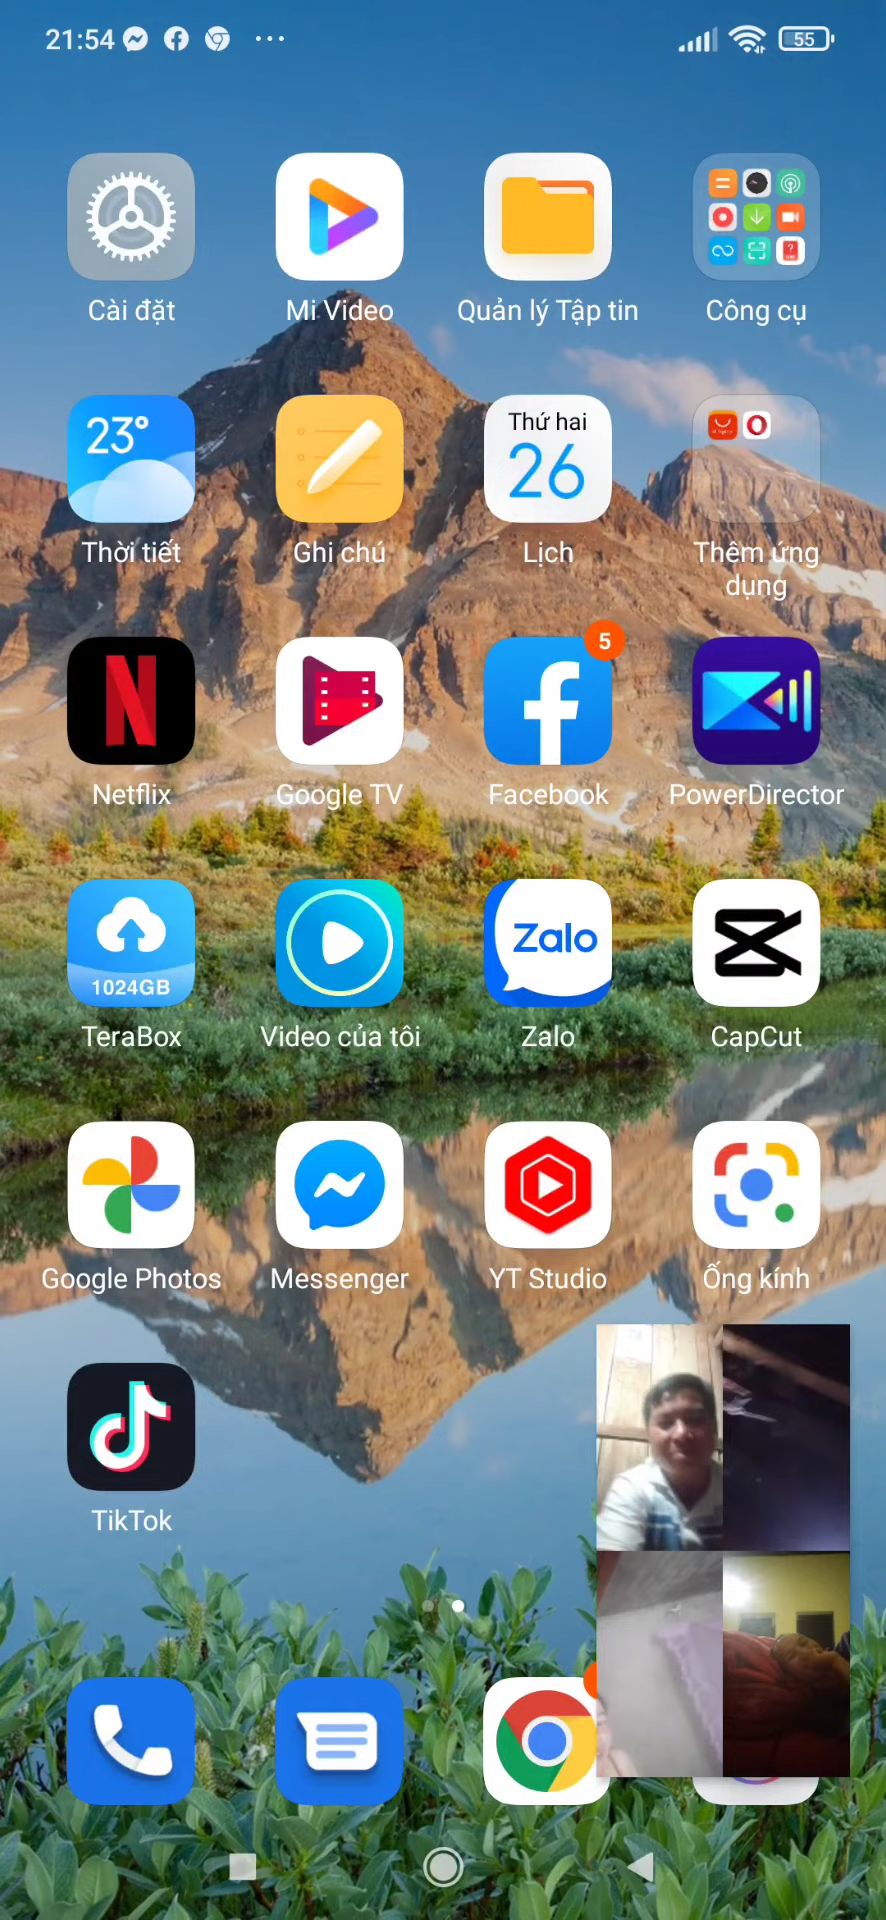 21:54
55
Cài đặt
Mi Video
Quản lý Tập tin
Công cụ
23°
Thứ hai
26
Thời tiết
Ghi chú
Lịch
Thêm ứng
dụng
5
Netflix
Google TV
Facebook
PowerDirector
1024GB
Zalo
TeraBox
Video của tôi
Zalo
CapCut
Google Photos
Messenger
YT Studio
Ống kính
TikTok